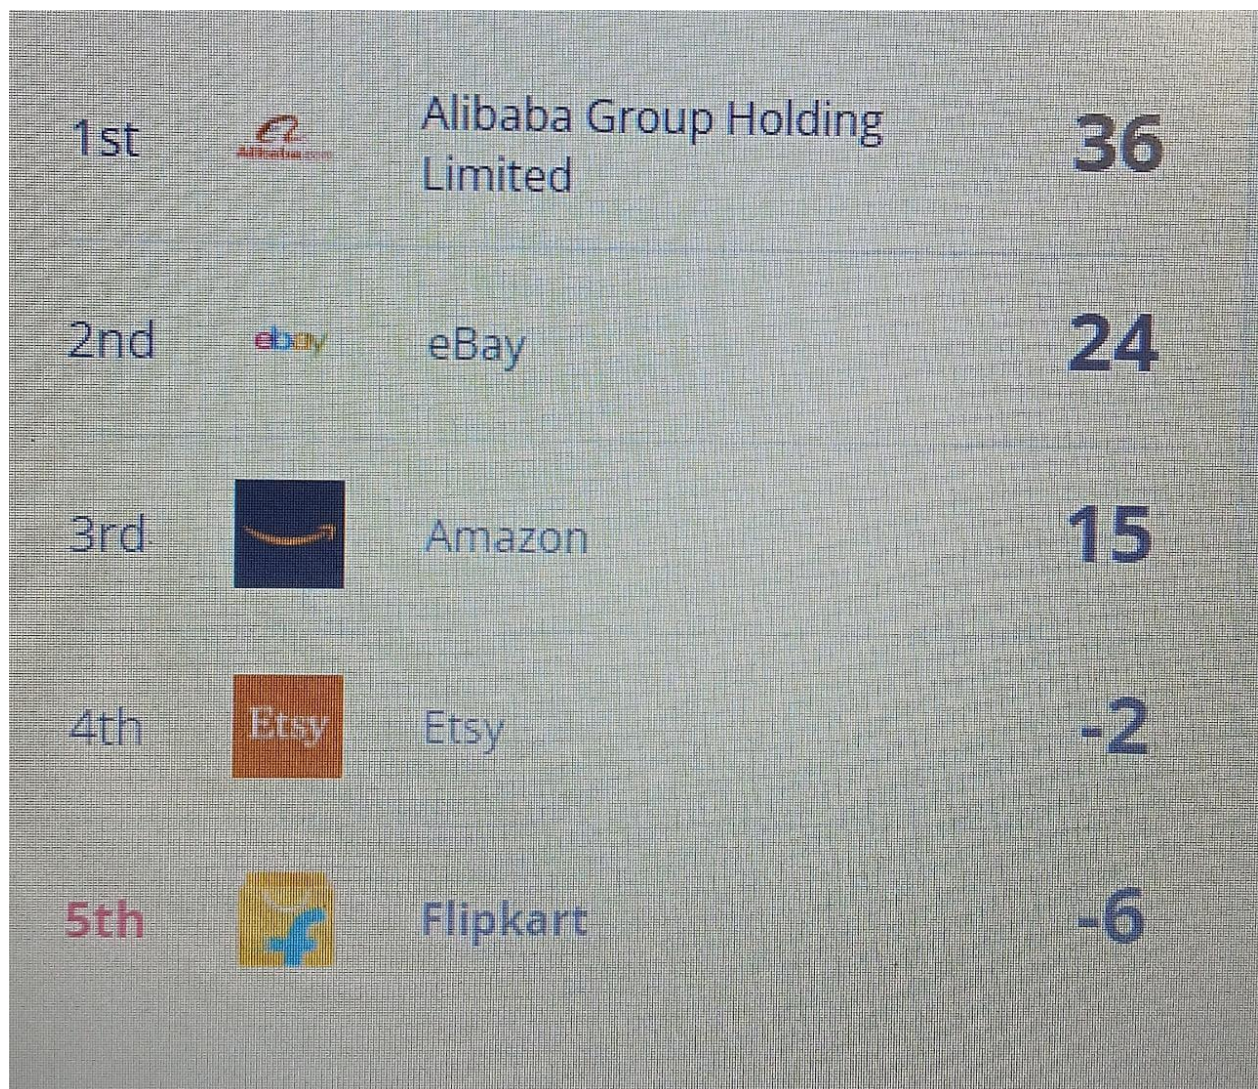 1st
Alibaba Group Holding
Limited
36
2nd
ebay
eBay
24
3rd
Amazon
15
4th
Etsy
Etsy
-2
5th
Flipkart
-6